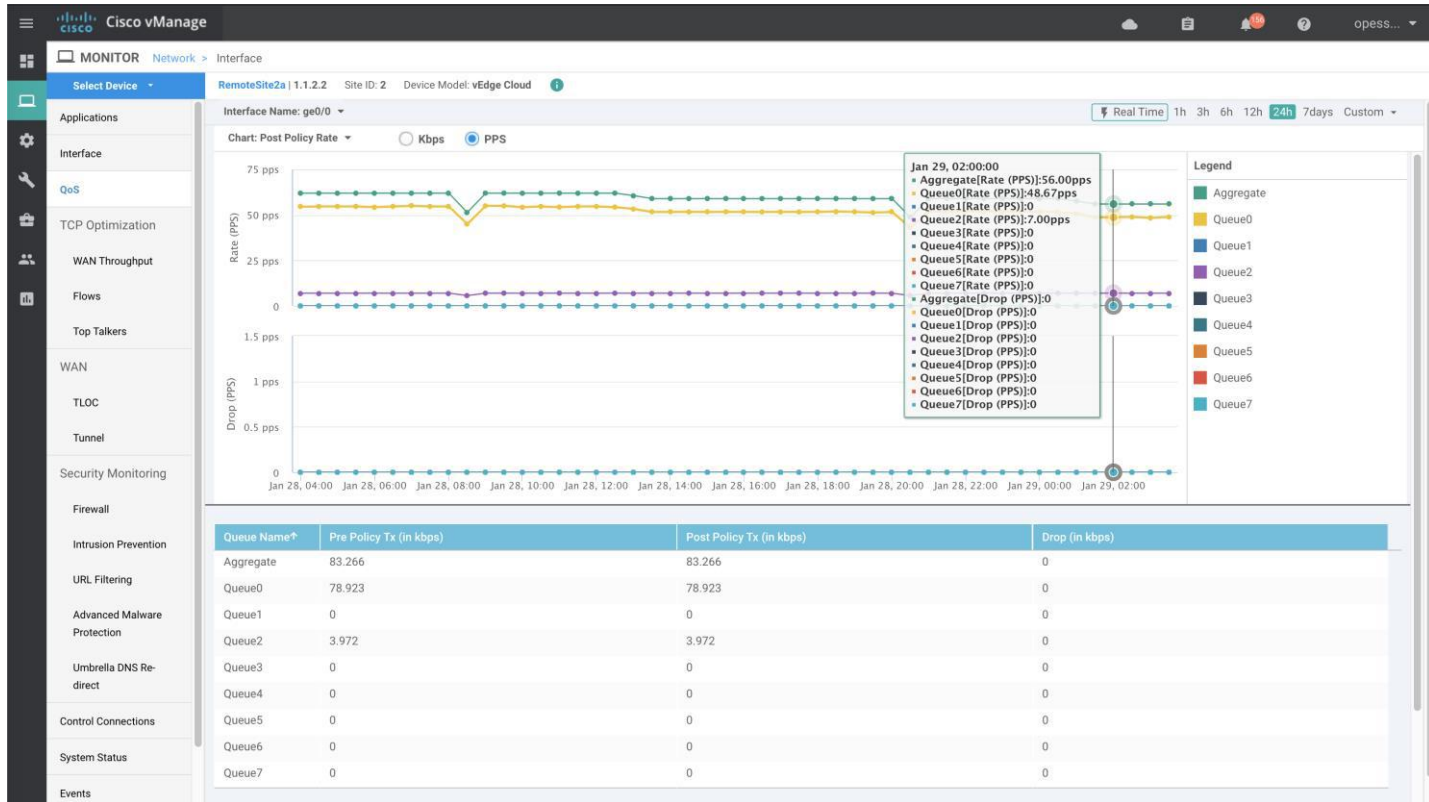 cisco Cisco vManage 156 opess...
MONITOR Network > Interface
Select Device
RemoteSite2a | 1.1.2.2 Site ID: 2 Device Model: vEdge Cloud
Applications
Interface
QoS
TCP Optimization
WAN Throughput
Flows
Top Talkers
WAN
TLOC
Tunnel
Security Monitoring
Firewall
Intrusion Prevention
URL Filtering
Advanced Malware
Protection
Umbrella DNS Re-
direct
Control Connections
System Status
Events
Interface Name: ge0/0
Real Time 1h 3h 6h 12h 24h 7days Custom
Chart: Post Policy Rate Kbps PPS
75 pps
50 pps
25 pps
0
Rate (PPS)
1.5 pps
1 pps
0.5 pps
0
Drop (PPS)
Jan 28, 04:00 Jan 28, 06:00 Jan 28, 08:00 Jan 28, 10:00 Jan 28, 12:00 Jan 28, 14:00 Jan 28, 16:00 Jan 28, 18:00 Jan 28, 20:00 Jan 28, 22:00 Jan 29, 00:00 Jan 29, 02:00
Jan 29, 02:00:00
Aggregate[Rate (PPS)]:56.00pps
Queue0[Rate (PPS)]:48.67pps
Queue1[Rate (PPS)]:0
Queue2[Rate (PPS)]:7.00pps
Queue3[Rate (PPS)]:0
Queue4[Rate (PPS)]:0
Queue5[Rate (PPS)]:0
Queue6[Rate (PPS)]:0
Queue7[Rate (PPS)]:0
Aggregate[Drop (PPS)]:0
Queue0[Drop (PPS)]:0
Queue1[Drop (PPS)]:0
Queue2[Drop (PPS)]:0
Queue3[Drop (PPS)]:0
Queue4[Drop (PPS)]:0
Queue5[Drop (PPS)]:0
Queue6[Drop (PPS)]:0
Queue7[Drop (PPS)]:0
Legend
Aggregate
Queue0
Queue1
Queue2
Queue3
Queue4
Queue5
Queue6
Queue7
Queue Name Pre Policy Tx (in kbps) Post Policy Tx (in kbps) Drop (in kbps)
Aggregate 83.266 83.266 0
Queue0 78.923 78.923 0
Queue1 0 0 0
Queue2 3.972 3.972 0
Queue3 0 0 0
Queue4 0 0 0
Queue5 0 0 0
Queue6 0 0 0
Queue7 0 0 0